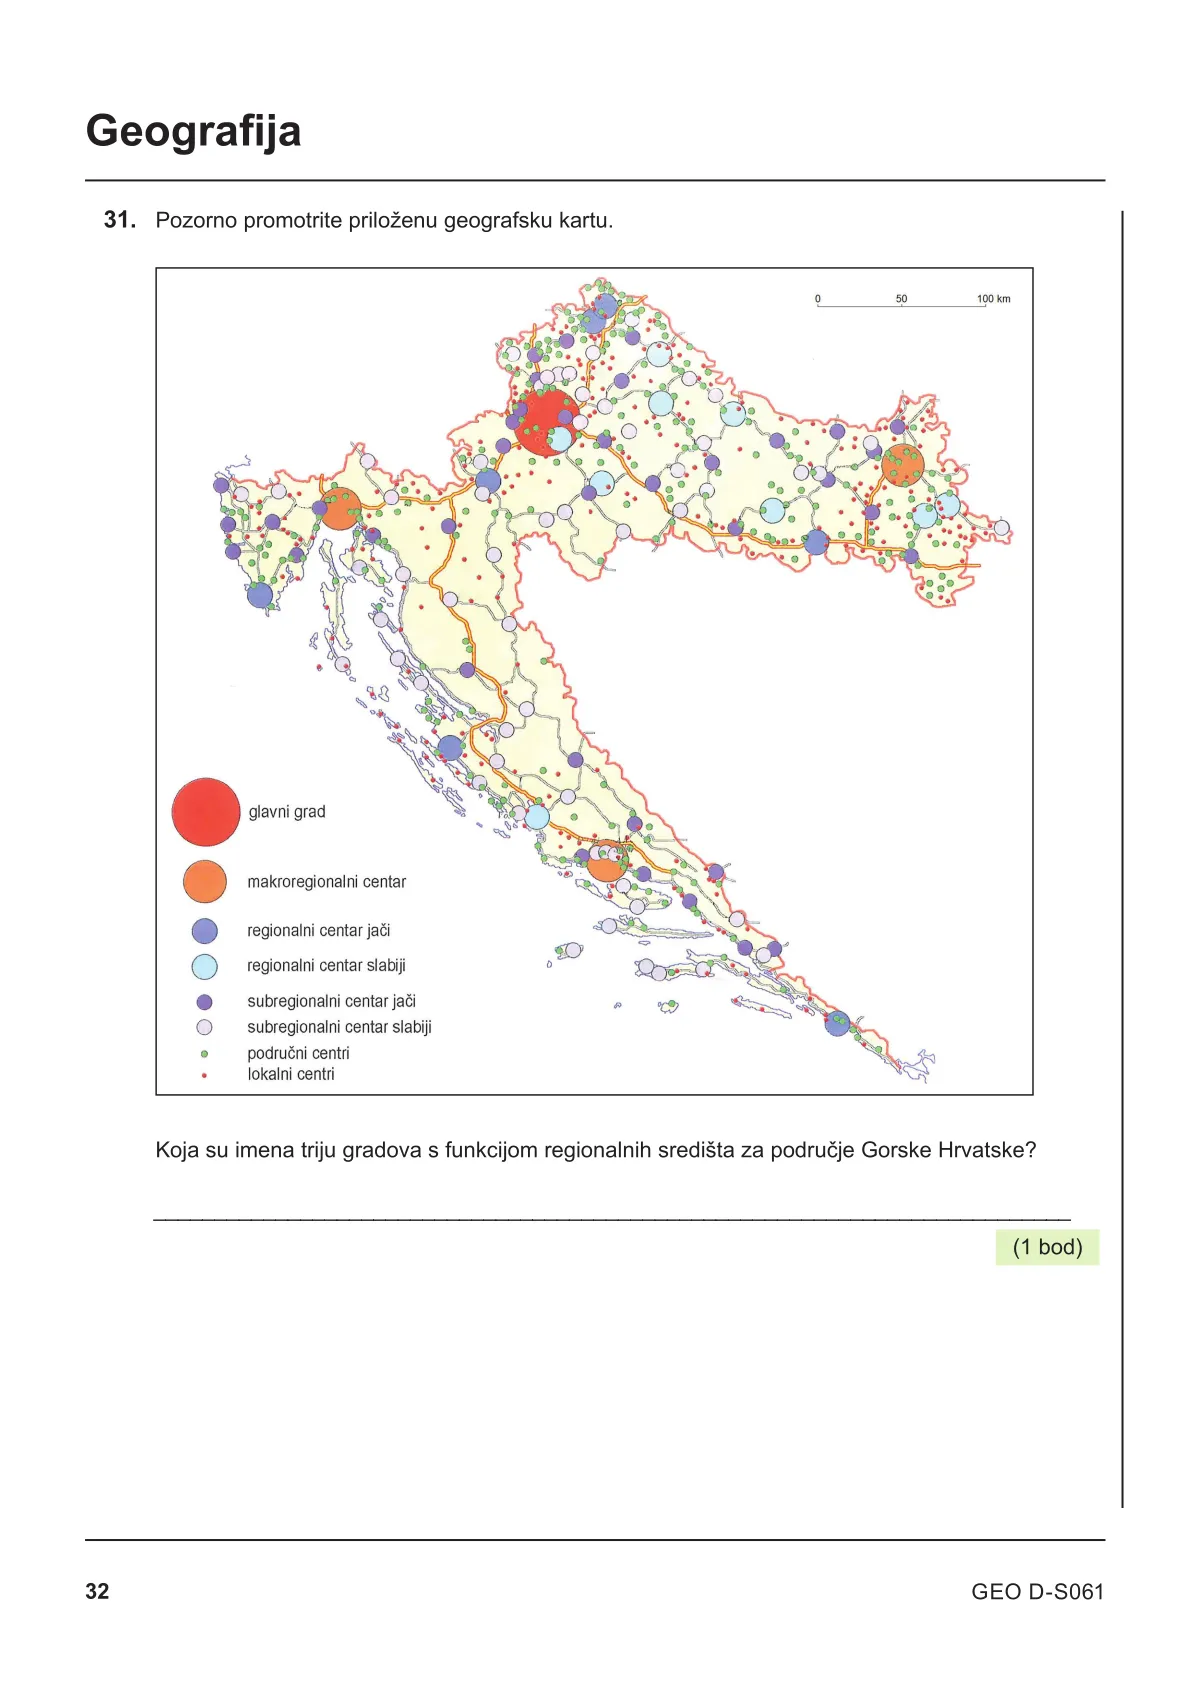 Geografija
31. Pozorno promotrite priloženu geografsku kartu.
0 50 100 km
glavni grad
makroregionalni centar
regionalni centar jači
regionalni centar slabiji
subregionalni centar jači
subregionalni centar slabiji
područni centri
lokalni centri
Koja su imena triju gradova s funkcijom regionalnih središta za područje Gorske Hrvatske?
(1 bod)
32
GEO D-S061